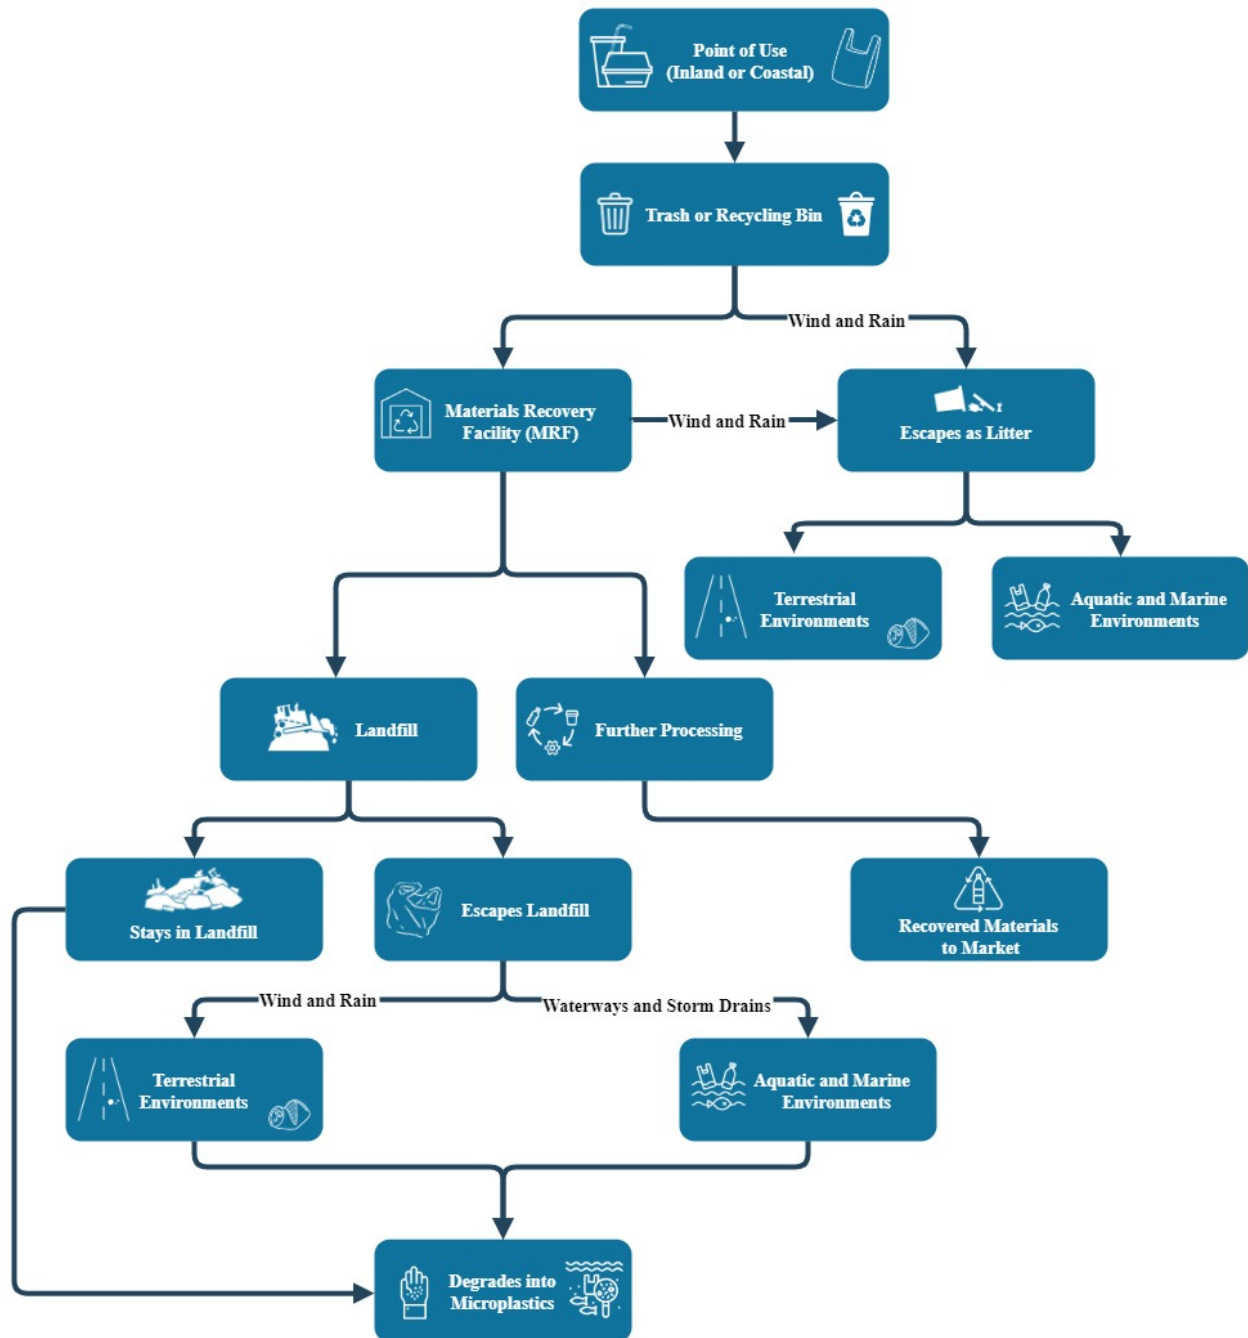 Point of Use
(Inland or Coastal)
Trash or Recycling Bin
Wind and Rain
Materials Recovery
Facility (MRF)
Wind and Rain
Escapes as Litter
Terrestrial
Environments
Aquatic and Marine
Environments
Landfill
Further Processing
Stays in Landfill
Escapes Landfill
Recovered Materials
to Market
Wind and Rain
Waterways and Storm Drains
Terrestrial
Environments
Aquatic and Marine
Environments
Degrades into
Microplastics